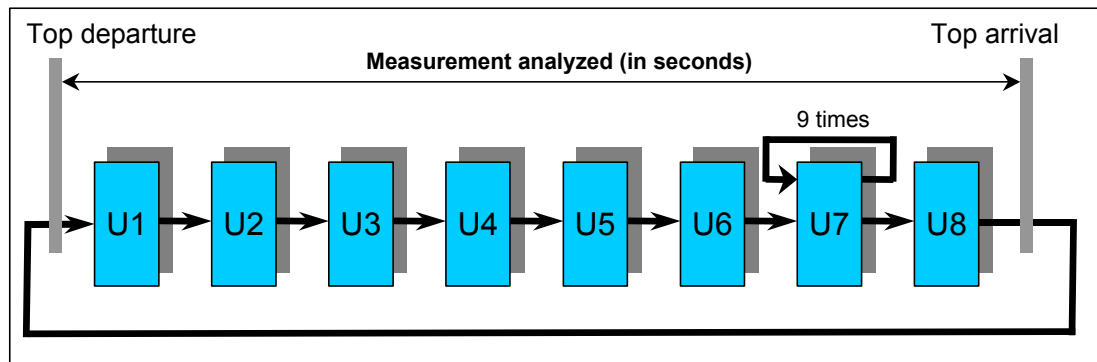 Top departure
Top arrival
Measurement analyzed (in seconds)
9 times
U1
U2
U3
U4
U5
U6
U7
U8